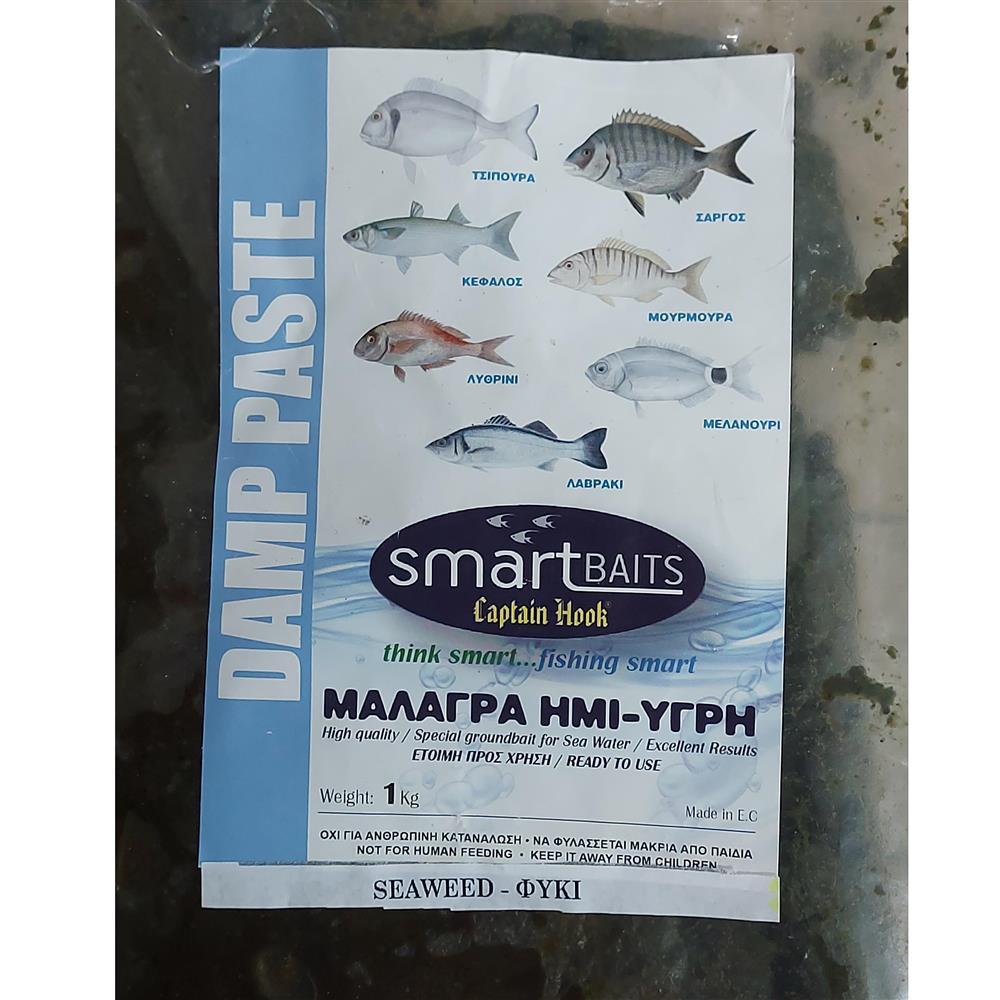 DAMP PASTE
ΤΣΙΠΟΥΡΑ
ΣΑΡΓΟΣ
ΚΕΦΑΛΟΣ
ΜΟΥΡΜΟΥΡΑ
ΛΥΘΡΙΝΙ
ΜΕΛΑΝΟΥΡΙ
ΛΑΒΡΑΚΙ
smartBAITS
Captain Hook®
think smart...fishing smart
ΜΑΛΑΓΡΑ ΗΜΙ-ΥΓΡΗ
High quality / Special groundbait for Sea Water / Excellent Results
ΕΤΟΙΜΗ ΠΡΟΣ ΧΡΗΣΗ / READY TO USE
Weight: 1 Kg
Made in E.C
ΟΧΙ ΓΙΑ ΑΝΘΡΩΠΙΝΗ ΚΑΤΑΝΑΛΩΣΗ • ΝΑ ΦΥΛΑΣΣΕΤΑΙ ΜΑΚΡΙΑ ΑΠΟ ΠΑΙΔΙΑ
NOT FOR HUMAN FEEDING • KEEP IT AWAY FROM CHILDREN
SEAWEED - ΦΥΚΙ